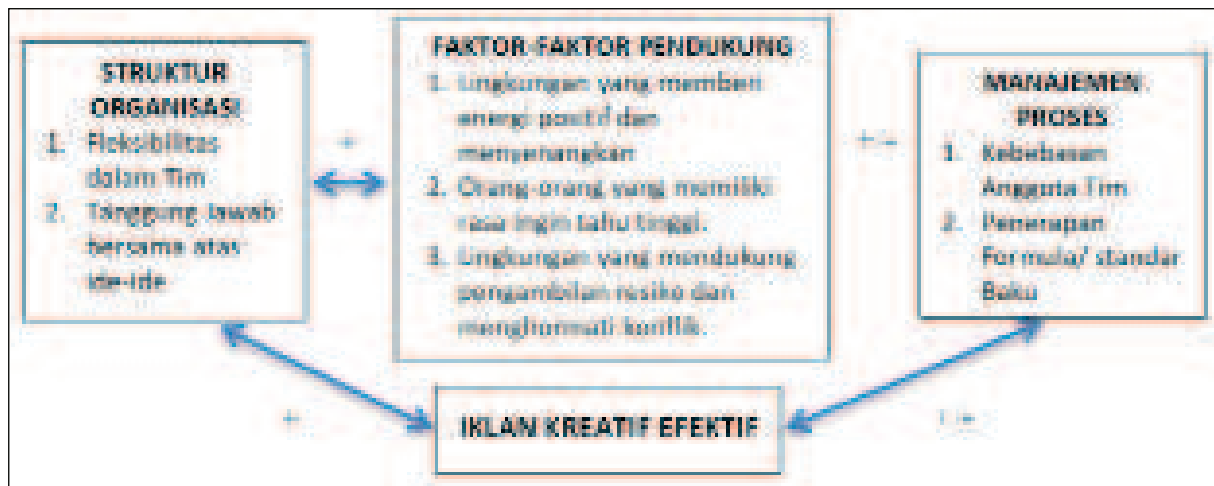 STRUKTUR
ORGANISASI
1. Fleksibilitas
dalam Tim
2. Tanggung Jawab
bersama atas
ide-ide
+
FAKTOR-FAKTOR PENDUKUNG
1. Lingkungan yang memberi
energi positif dan
menyenangkan
2. Orang-orang yang memiliki
rasa ingin tahu tinggi.
3. Lingkungan yang mendukung
pengambilan resiko dan
menghormati konflik.
MANAJEMEN
PROSES
1. Kebebasan
Anggota Tim
2. Penerapan
Formula/ standar
Baku
+
IKLAN KREATIF EFEKTIF